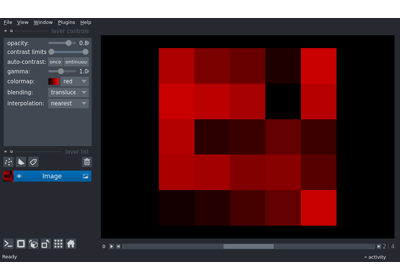 File View Window Plugins Help
layer controls
opacity: 0.8
contrast limits
auto-contrast: once continuous
gamma: 1.0
colormap: red
blending: transluce
interpolation: nearest
layer list
Image
2 4
Ready activity